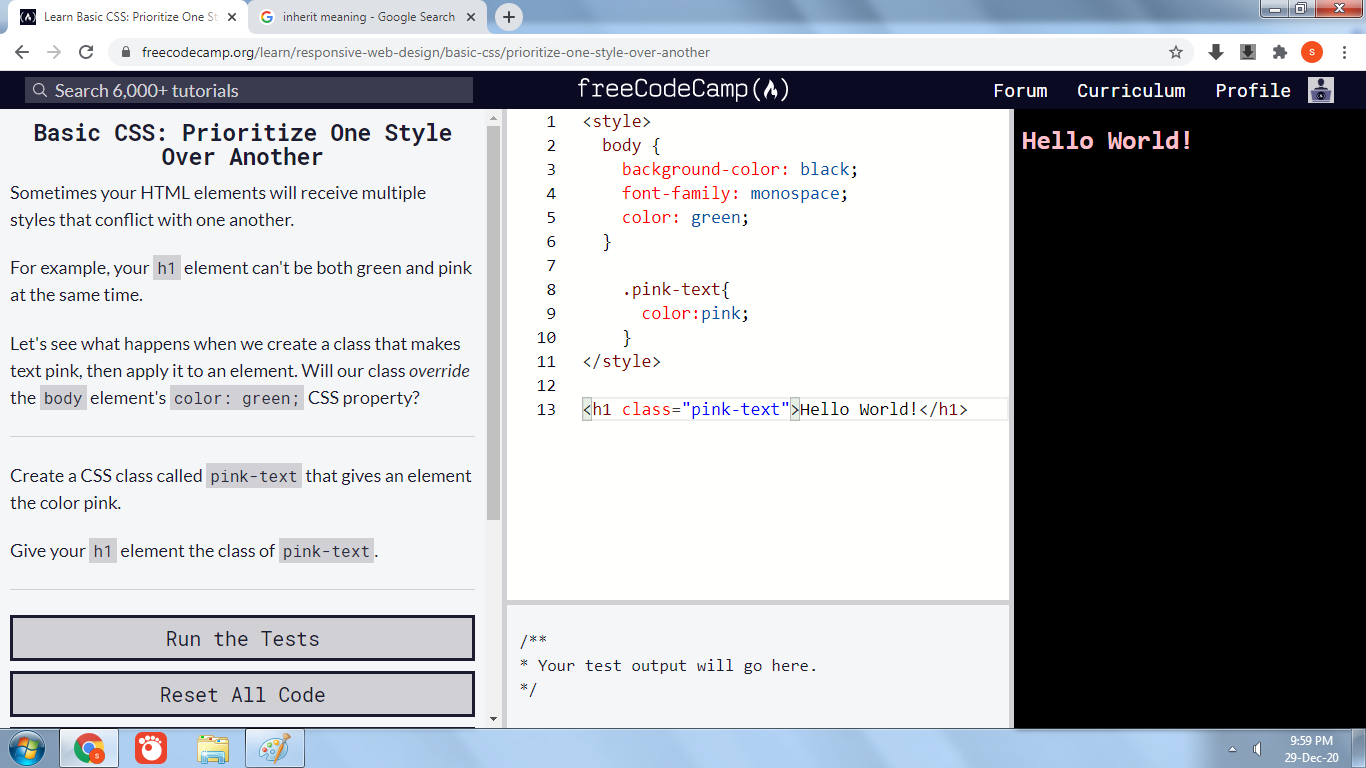 Learn Basic CSS: Prioritize One St
inherit meaning - Google Search
freecodecamp.org/learn/responsive-web-design/basic-css/prioritize-one-style-over-another
s
Search 6,000+ tutorials
freeCodeCamp
Forum Curriculum Profile
Basic CSS: Prioritize One Style
Over Another
Sometimes your HTML elements will receive multiple
styles that conflict with one another.
For example, your h1 element can't be both green and pink
at the same time.
Let's see what happens when we create a class that makes
text pink, then apply it to an element. Will our class override
the body element's color: green; CSS property?
Create a CSS class called pink-text that gives an element
the color pink.
Give your h1 element the class of pink-text.
Run the Tests
Reset All Code
1 <style>
2 body {
3 background-color: black;
4 font-family: monospace;
5 color: green;
6 }
7
8 .pink-text{
9 color:pink;
10 }
11 </style>
12
13 <h1 class="pink-text">Hello World!</h1>
/**
* Your test output will go here.
*/
Hello World!
s
9:59 PM
29-Dec-20